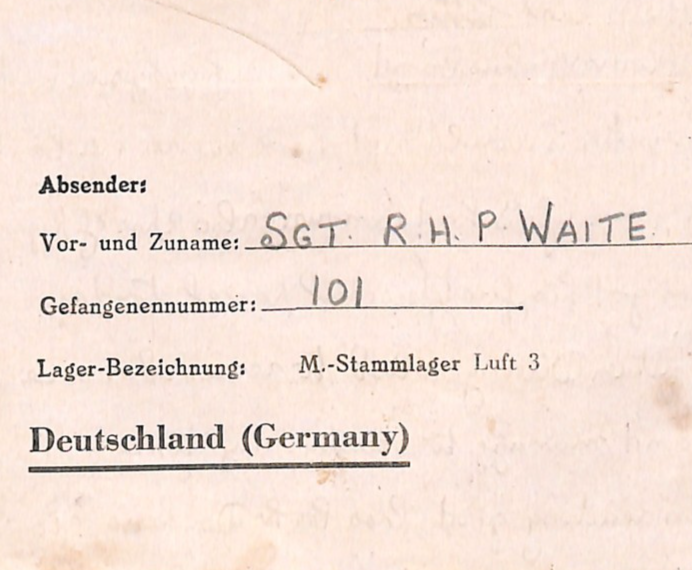 Absender:
Vor- und Zuname: SGT. R.H.P. WAITE.
Gefangenennummer: 101
Lager-Bezeichnung: M.-Stammlager Luft 3
Deutschland (Germany)